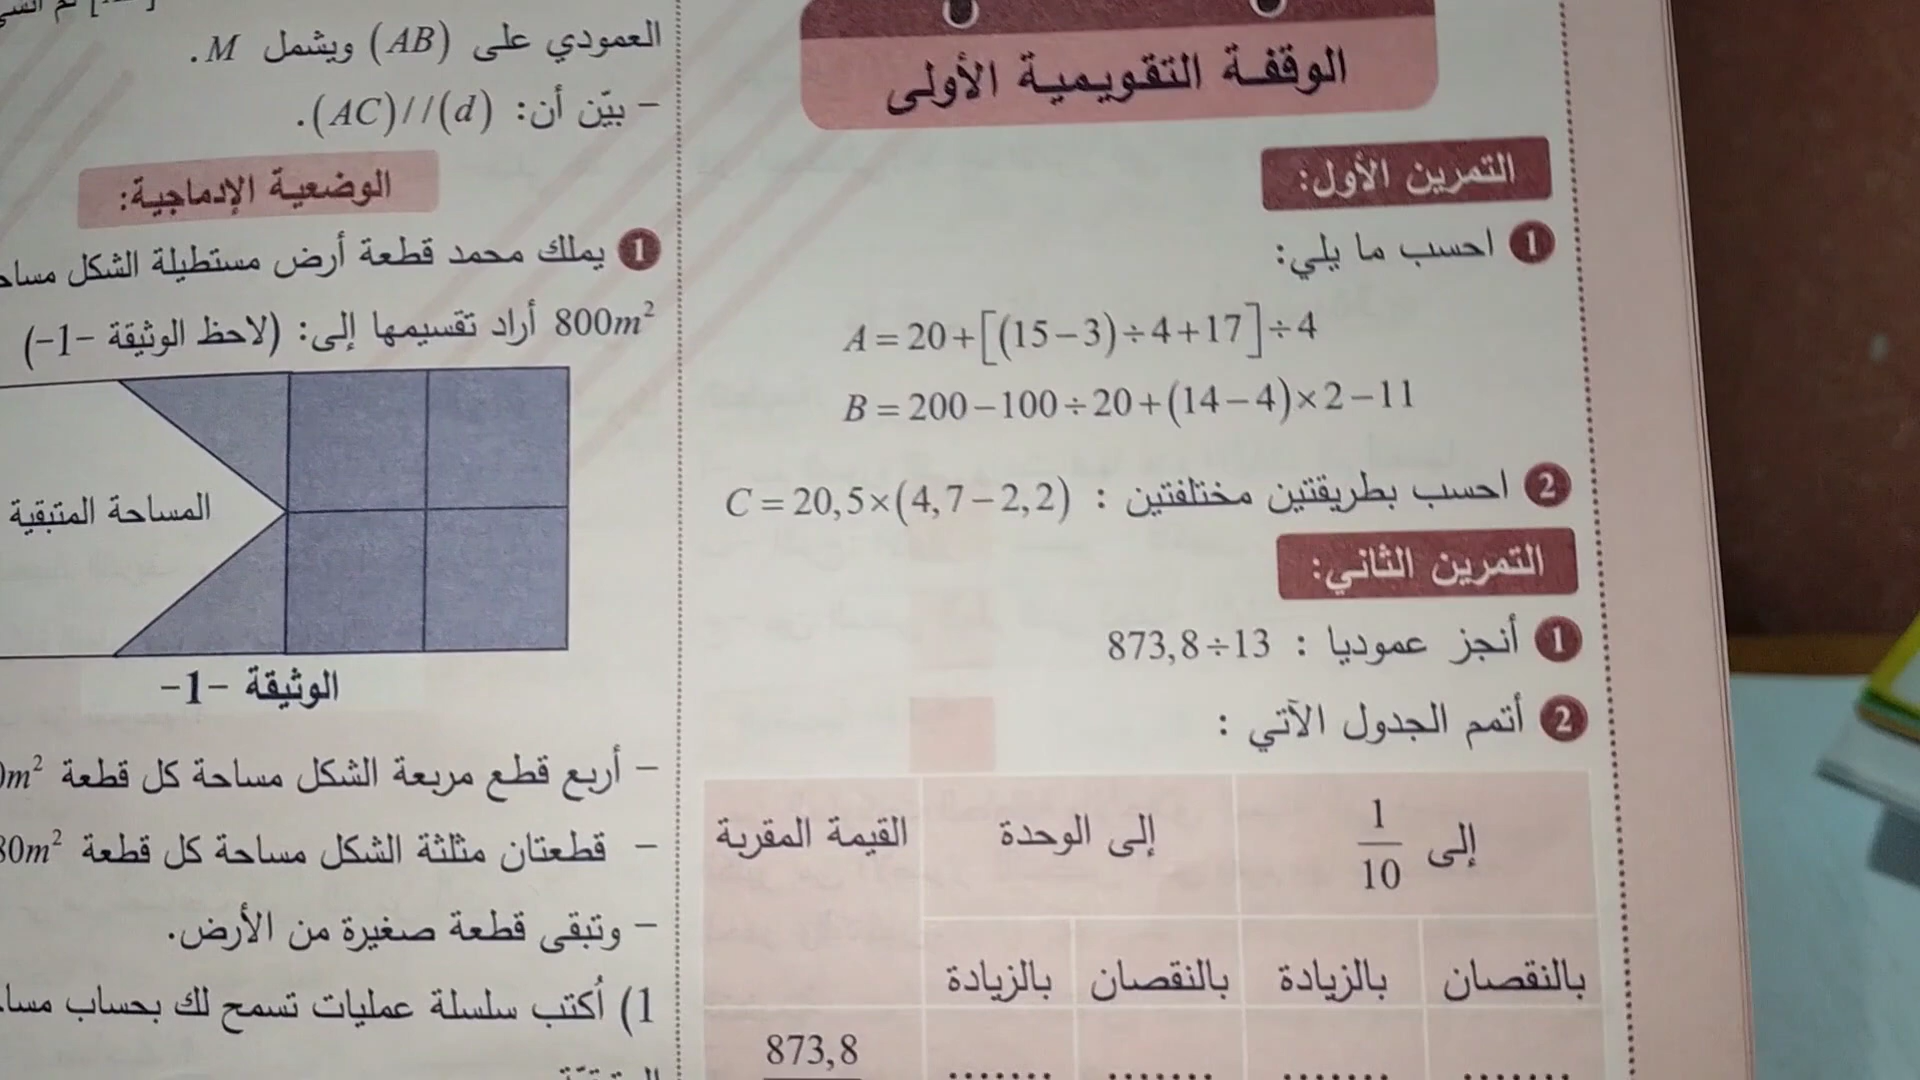 الوقفة التقويمية الأولى
التمرين الأول:
1 احسب ما يلي:
A = 20 + [(15 − 3) ÷ 4 + 17] ÷ 4
B = 200 − 100 ÷ 20 + (14 − 4) × 2 − 11
2 احسب بطريقتين مختلفتين : C = 20,5 × (4,7 − 2,2)
التمرين الثاني:
1 أنجز عموديا : 873,8 ÷ 13
2 أتمم الجدول الآتي :
إلى 1/10 إلى الوحدة القيمة المقربة
بالنقصان بالزيادة بالنقصان بالزيادة
....... ....... ....... ....... 873,8
العمودي على (AB) ويشمل M.
– بيّن أن: (AC)//(d).
الوضعية الإدماجية:
1 يملك محمد قطعة أرض مستطيلة الشكل
800m² أراد تقسيمها إلى: (لاحظ الوثيقة -1-)
المساحة المتبقية
الوثيقة -1-
– أربع قطع مربعة الشكل مساحة كل قطعة
– قطعتان مثلثة الشكل مساحة كل قطعة
– وتبقى قطعة صغيرة من الأرض.
1) أكتب سلسلة عمليات تسمح لك بحساب